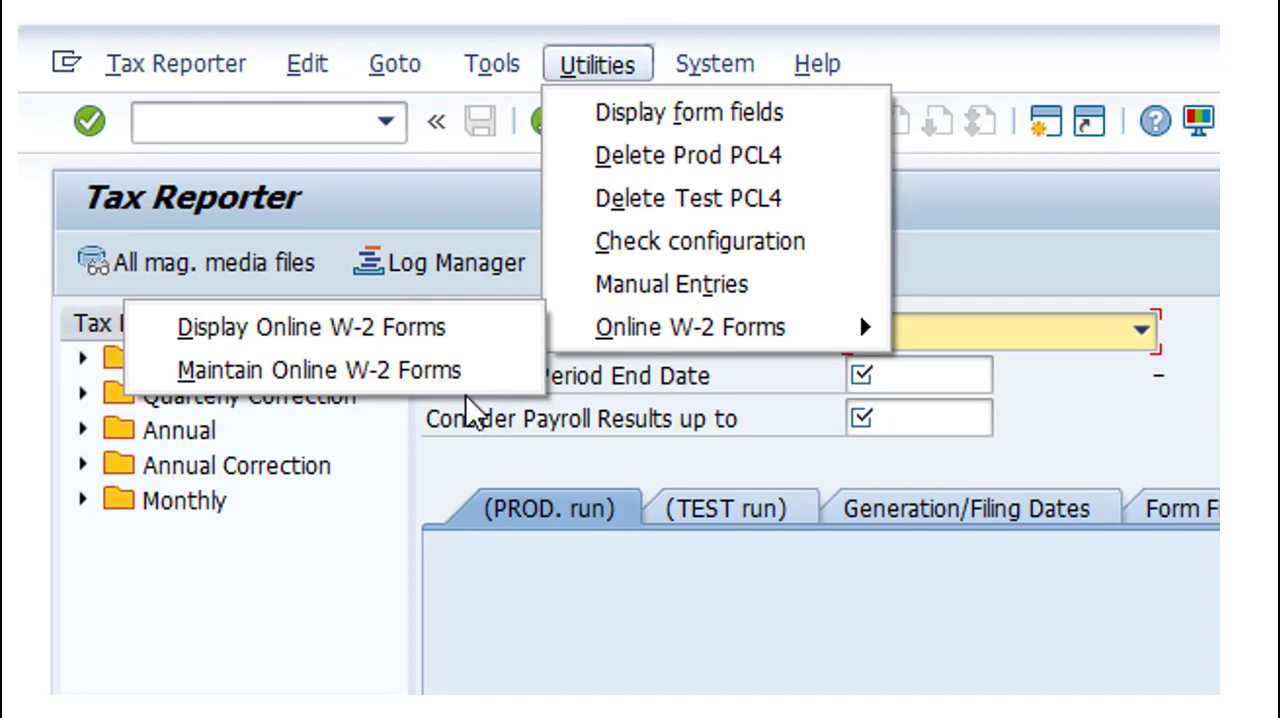 Tax Reporter Edit Goto Tools Utilities System Help
Display form fields
Delete Prod PCL4
Delete Test PCL4
Check configuration
Manual Entries
Online W-2 Forms
Display Online W-2 Forms
Maintain Online W-2 Forms
Tax Reporter
All mag. media files Log Manager
Tax
Quarterly Correction
Annual
Annual Correction
Monthly
Period End Date
Consider Payroll Results up to
(PROD. run) (TEST run) Generation/Filing Dates Form F